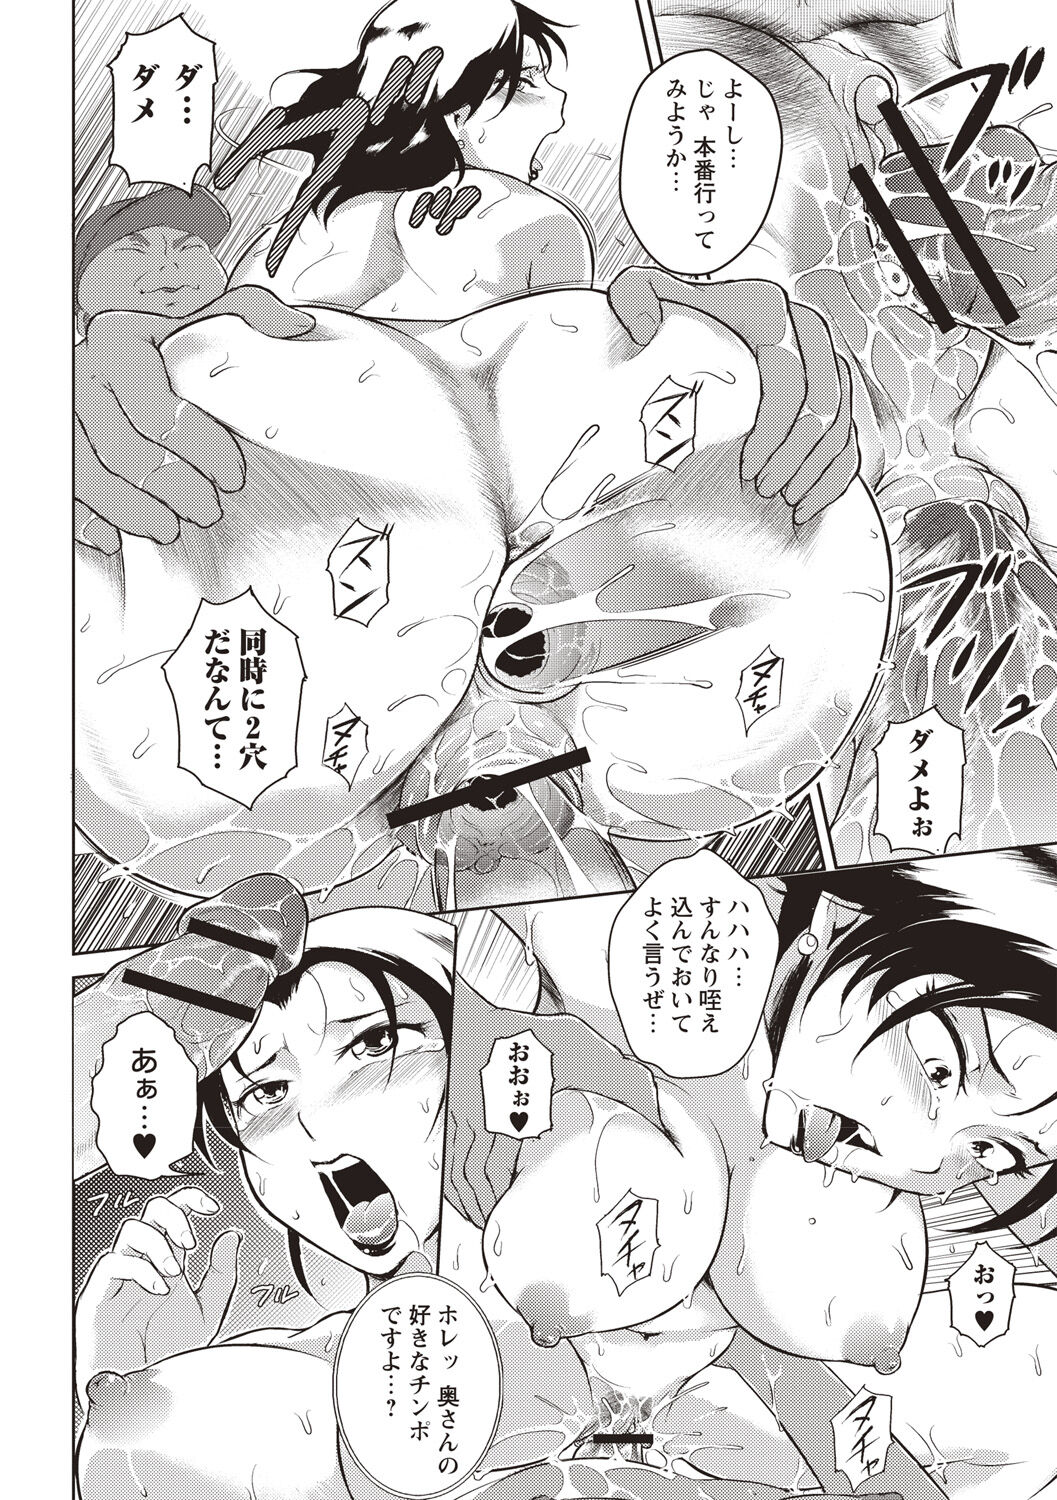 よーし…
じゃ 本番行って
みようか…
ダ…
ダメ
同時に2穴
だなんて…
ダメよぉ
ハハハ…
すんなり咥え
込んでおいて
よく言うぜ…
おおぉ♥
おっ♥
あぁ…♥
ホレッ 奥さんの
好きなチンポ
ですよ…?
ズン
ズン
ヌチャ
ヌチャ
ヌチャ
ヌチャ
フル
フル